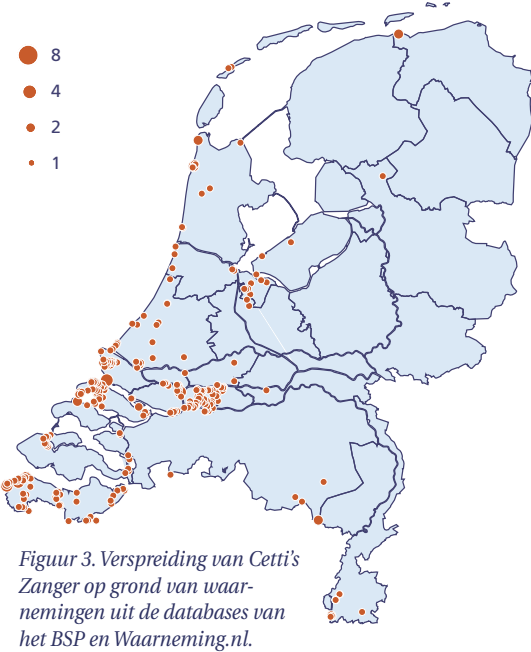 8
4
2
1
Figuur 3. Verspreiding van Cetti's
Zanger op grond van waar-
nemingen uit de databases van
het BSP en Waarneming.nl.